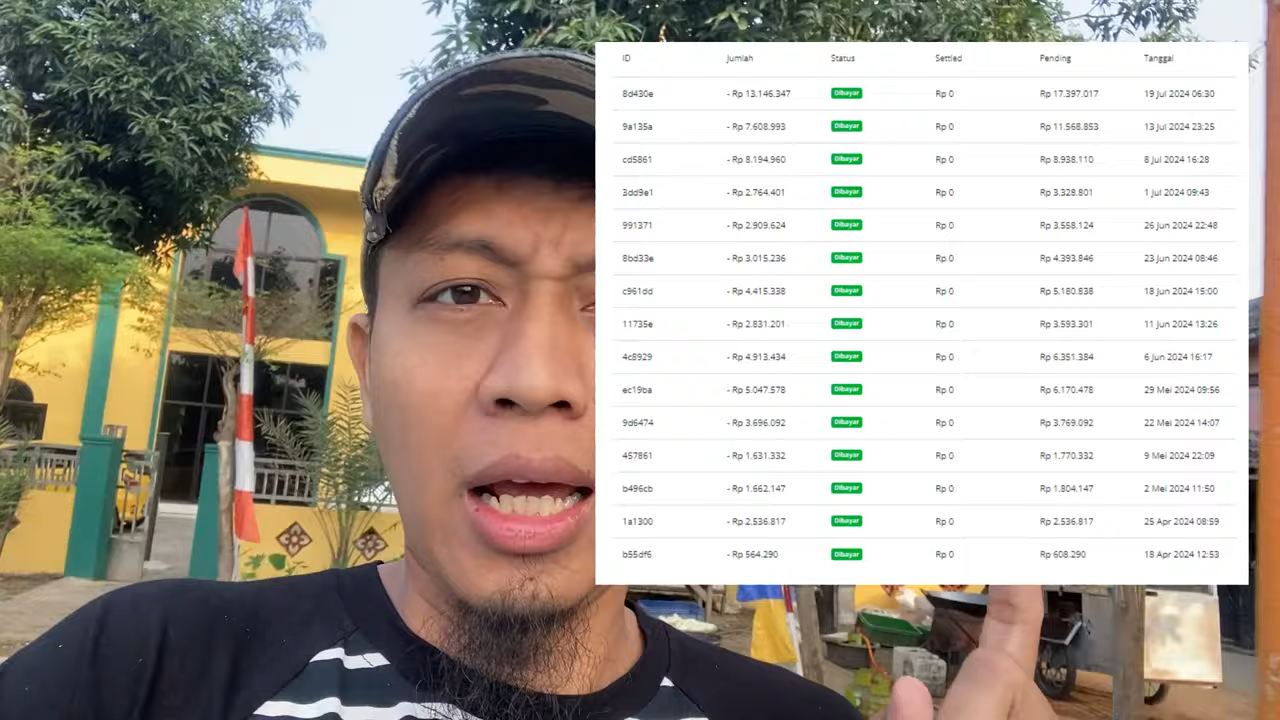 ID Jumlah Status Settled Pending Tanggal
8d430e - Rp 13.146.347 Dibayar Rp 0 Rp 17.397.017 19 Jul 2024 06:30
9a135a - Rp 7.608.993 Dibayar Rp 0 Rp 11.568.853 13 Jul 2024 23:25
cd5861 - Rp 8.194.960 Dibayar Rp 0 Rp 8.938.110 8 Jul 2024 16:28
3dd9e1 - Rp 2.764.401 Dibayar Rp 0 Rp 3.328.801 1 Jul 2024 09:43
991371 - Rp 2.909.624 Dibayar Rp 0 Rp 3.558.124 26 Jun 2024 22:48
8bd33e - Rp 3.015.236 Dibayar Rp 0 Rp 4.393.846 23 Jun 2024 08:46
c961dd - Rp 4.415.338 Dibayar Rp 0 Rp 5.180.838 18 Jun 2024 15:00
11735e - Rp 2.831.201 Dibayar Rp 0 Rp 3.593.301 11 Jun 2024 13:26
4c8929 - Rp 4.913.434 Dibayar Rp 0 Rp 6.351.384 6 Jun 2024 16:17
ec19ba - Rp 5.047.578 Dibayar Rp 0 Rp 6.170.478 29 Mei 2024 09:56
9d6474 - Rp 3.696.092 Dibayar Rp 0 Rp 3.769.092 22 Mei 2024 14:07
457861 - Rp 1.631.332 Dibayar Rp 0 Rp 1.770.332 9 Mei 2024 22:09
b496cb - Rp 1.662.147 Dibayar Rp 0 Rp 1.804.147 2 Mei 2024 11:50
1a1300 - Rp 2.536.817 Dibayar Rp 0 Rp 2.536.817 25 Apr 2024 08:59
b55df6 - Rp 564.290 Dibayar Rp 0 Rp 608.290 18 Apr 2024 12:53